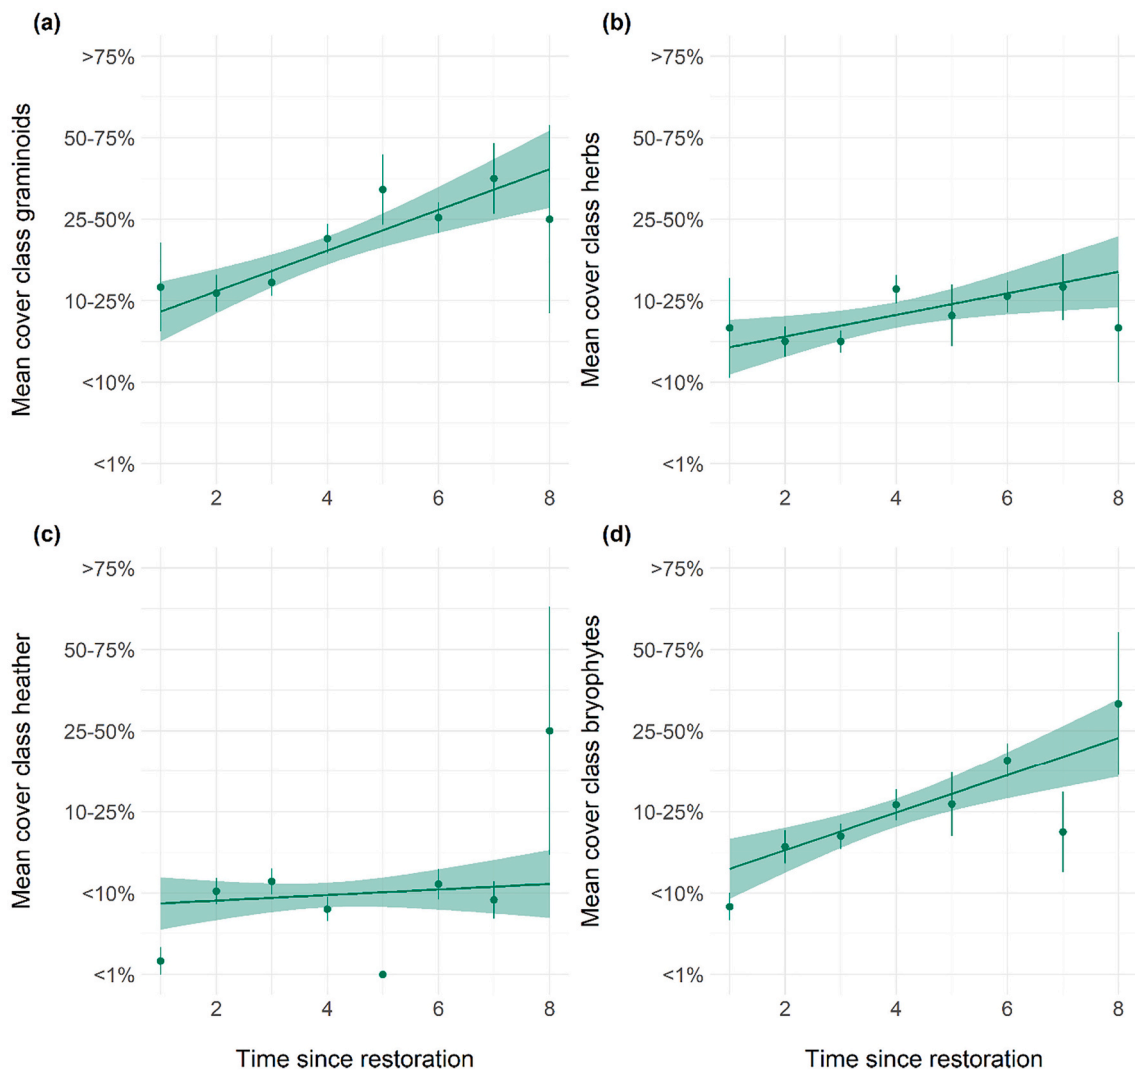 (a)
Mean cover class graminoids
>75%
50-75%
25-50%
10-25%
<10%
<1%
2 4 6 8
(b)
Mean cover class herbs
>75%
50-75%
25-50%
10-25%
<10%
<1%
2 4 6 8
(c)
Mean cover class heather
>75%
50-75%
25-50%
10-25%
<10%
<1%
2 4 6 8
Time since restoration
(d)
Mean cover class bryophytes
>75%
50-75%
25-50%
10-25%
<10%
<1%
2 4 6 8
Time since restoration